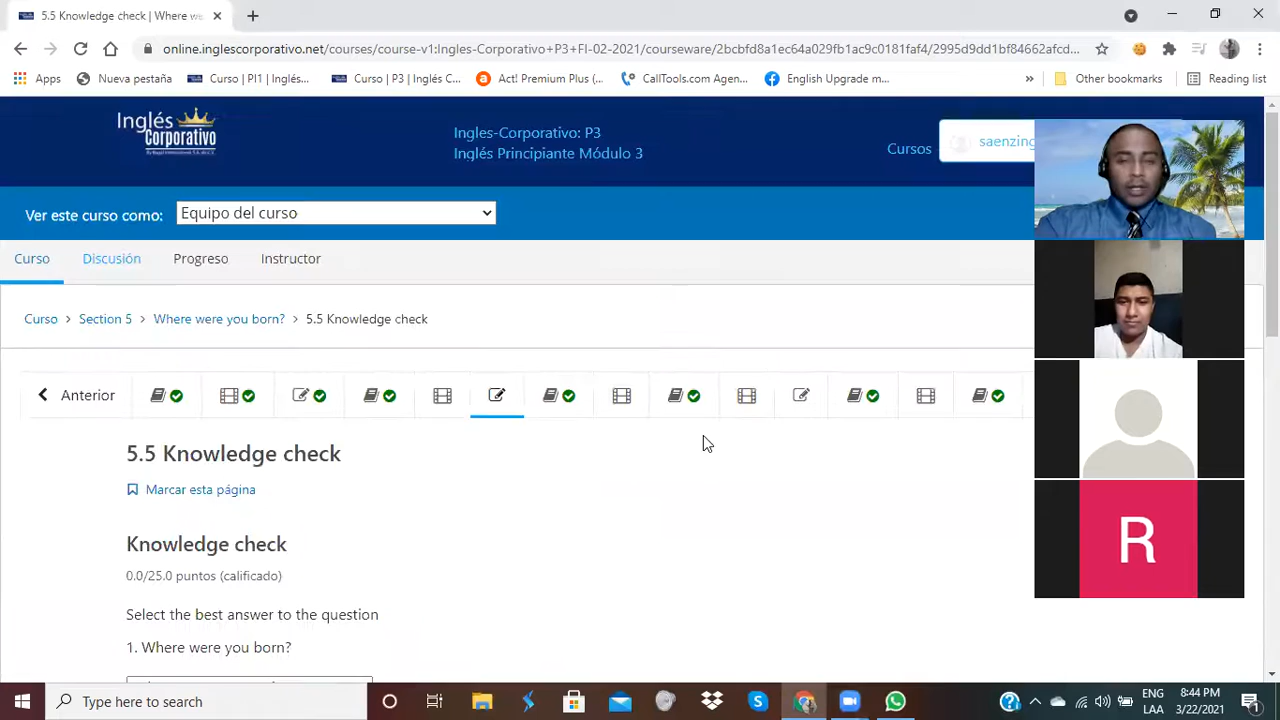 5.5 Knowledge check | Where we
online.inglescorporativo.net/courses/course-v1:Ingles-Corporativo+P3+FI-02-2021/courseware/2bcbfd8a1ec64a029fb1ac9c0181faf4/2995d9dd1bf84662afcd...
Apps Nueva pestaña Curso | PI1 | Inglés... Curso | P3 | Inglés C... Act! Premium Plus (... CallTools.com Agen... English Upgrade m... » Other bookmarks Reading list
Inglés
Corporativo
Ingles-Corporativo: P3
Inglés Principiante Módulo 3
Cursos saenzing
Ver este curso como: Equipo del curso
Curso Discusión Progreso Instructor
Curso > Section 5 > Where were you born? > 5.5 Knowledge check
Anterior
5.5 Knowledge check
Marcar esta página
Knowledge check
0.0/25.0 puntos (calificado)
Select the best answer to the question
1. Where were you born?
R
Type here to search
ENG
LAA
8:44 PM
3/22/2021